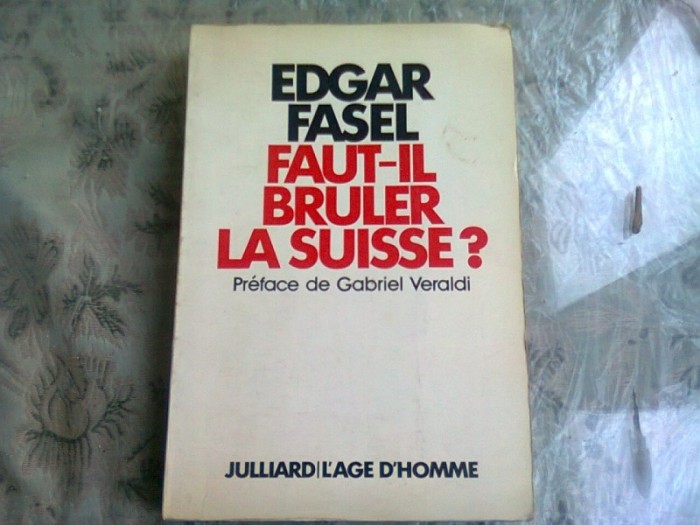 EDGAR
FASEL
FAUT-IL
BRULER
LA SUISSE?
Préface de Gabriel Veraldi
JULLIARD|L'AGE D'HOMME